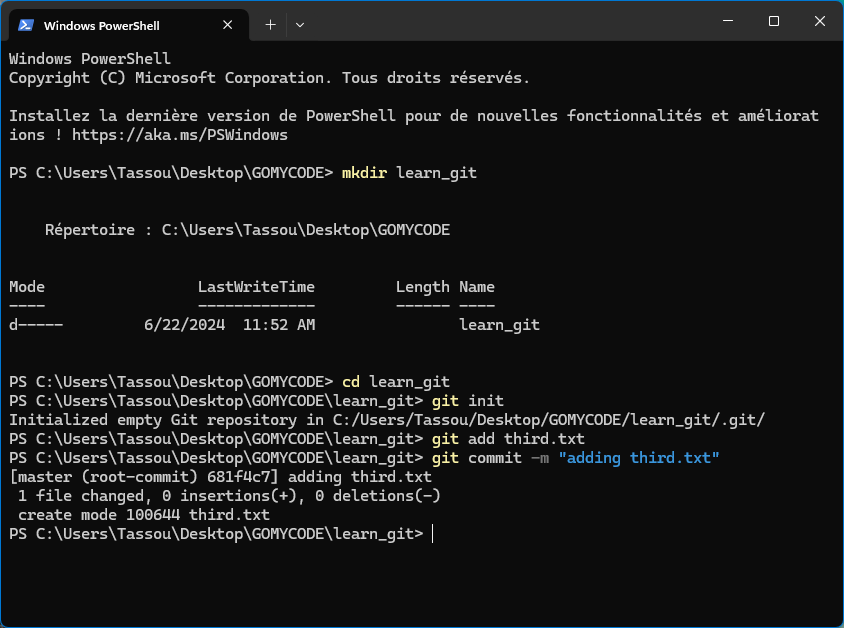 Windows PowerShell
Windows PowerShell
Copyright (C) Microsoft Corporation. Tous droits réservés.
Installez la dernière version de PowerShell pour de nouvelles fonctionnalités et améliorat
ions ! https://aka.ms/PSWindows
PS C:\Users\Tassou\Desktop\GOMYCODE> mkdir learn_git
    Répertoire : C:\Users\Tassou\Desktop\GOMYCODE
Mode                 LastWriteTime         Length Name
----                 -------------         ------ ----
d-----         6/22/2024  11:52 AM                learn_git
PS C:\Users\Tassou\Desktop\GOMYCODE> cd learn_git
PS C:\Users\Tassou\Desktop\GOMYCODE\learn_git> git init
Initialized empty Git repository in C:/Users/Tassou/Desktop/GOMYCODE/learn_git/.git/
PS C:\Users\Tassou\Desktop\GOMYCODE\learn_git> git add third.txt
PS C:\Users\Tassou\Desktop\GOMYCODE\learn_git> git commit -m "adding third.txt"
[master (root-commit) 681f4c7] adding third.txt
 1 file changed, 0 insertions(+), 0 deletions(-)
 create mode 100644 third.txt
PS C:\Users\Tassou\Desktop\GOMYCODE\learn_git>